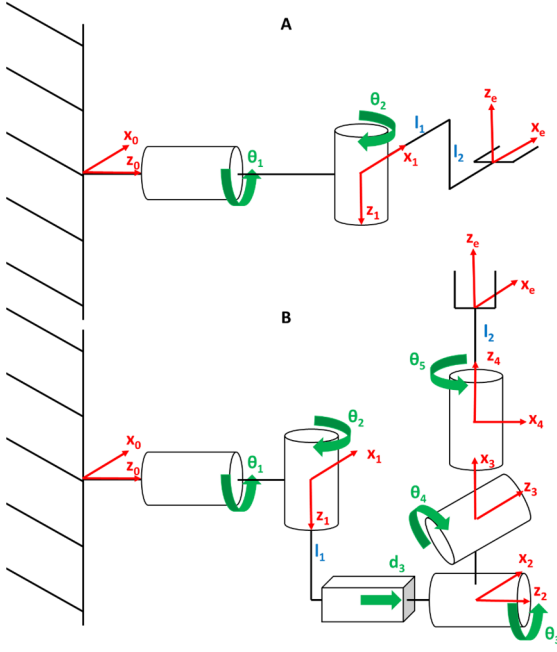 A
x₀
z₀
θ₁
θ₂
x₁
z₁
l₁
l₂
zₑ
xₑ
B
x₀
z₀
θ₁
θ₂
x₁
z₁
l₁
d₃
zₑ
xₑ
l₂
θ₅
z₄
x₄
x₃
θ₄
z₃
x₂
z₂